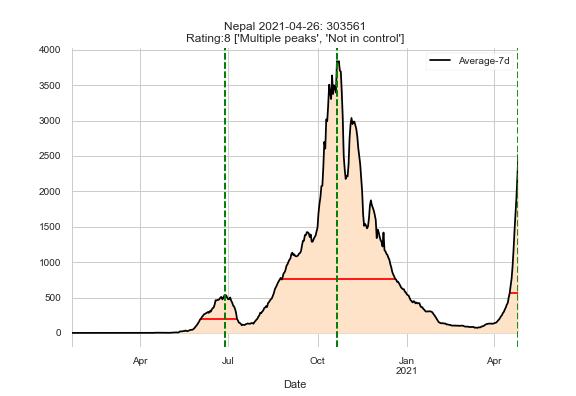 Nepal 2021-04-26: 303561
Rating:8 ['Multiple peaks', 'Not in control']
Average-7d
4000
3500
3000
2500
2000
1500
1000
500
0
Apr Jul Oct Jan Apr
2021
Date